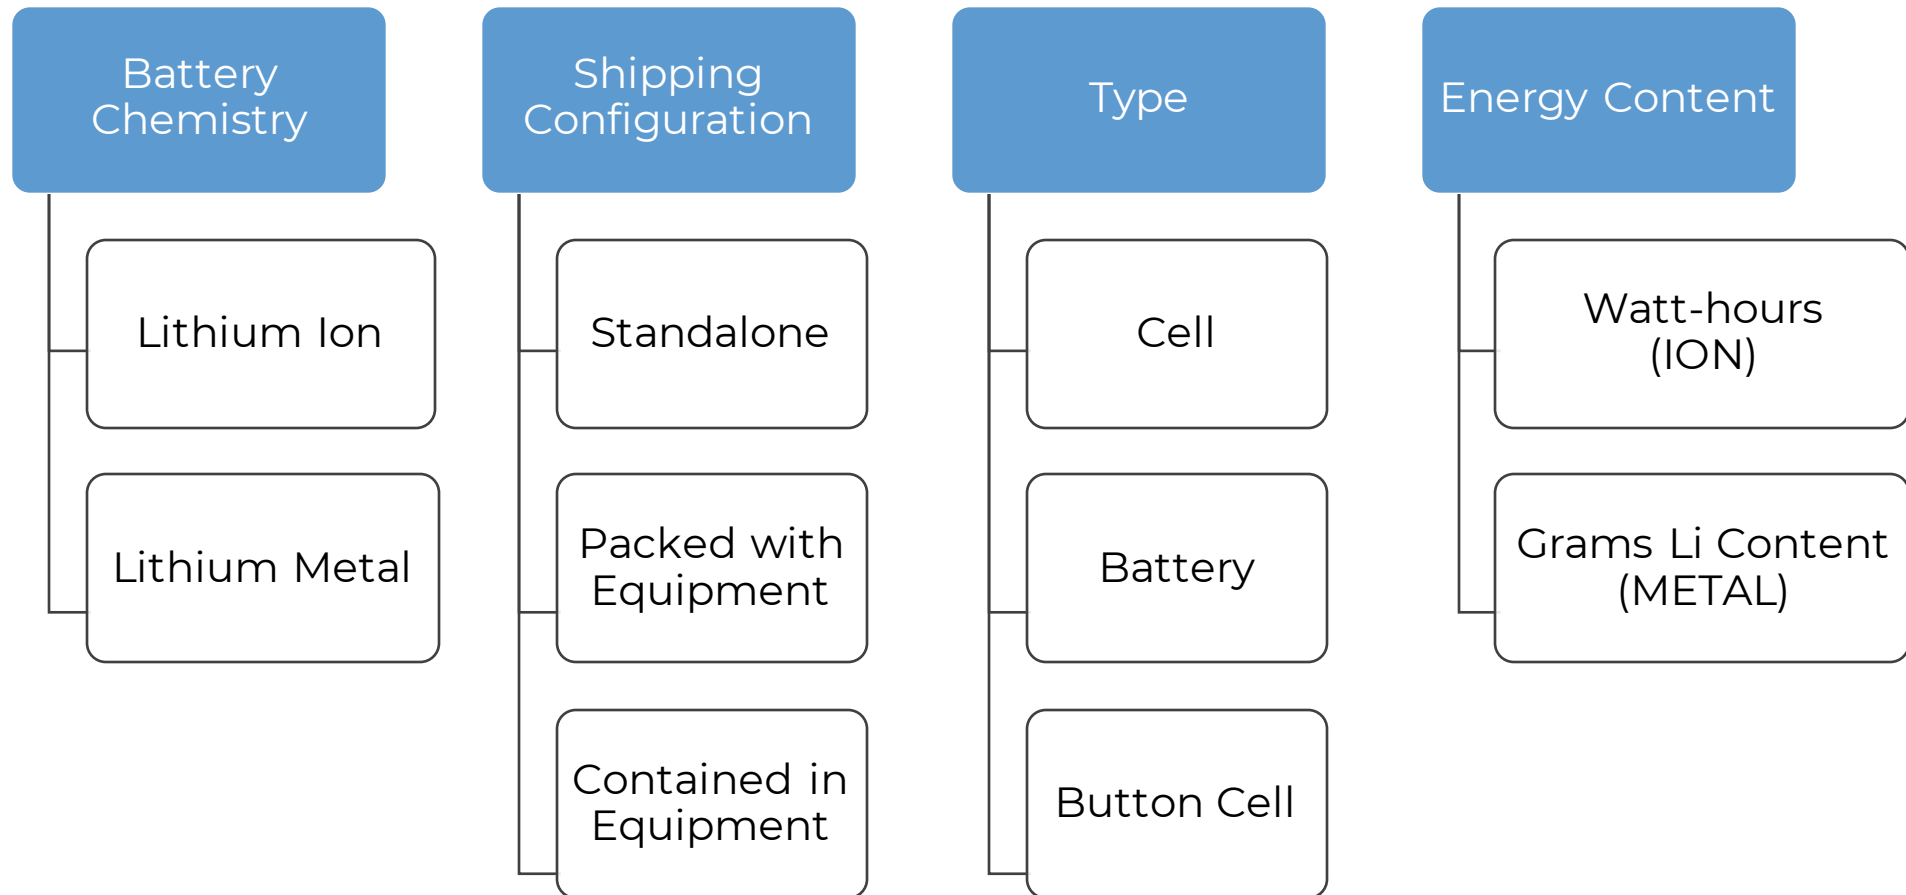 Battery
Chemistry
Lithium Ion
Lithium Metal
Shipping
Configuration
Standalone
Packed with
Equipment
Contained in
Equipment
Type
Cell
Battery
Button Cell
Energy Content
Watt-hours
(ION)
Grams Li Content
(METAL)